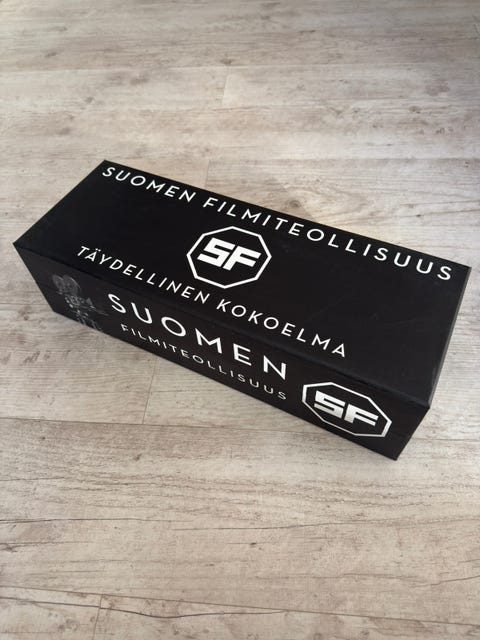 SUOMEN FILMITEOLLISUUS
SF
TÄYDELLINEN KOKOELMA
SUOMEN
FILMITEOLLISUUS
SF